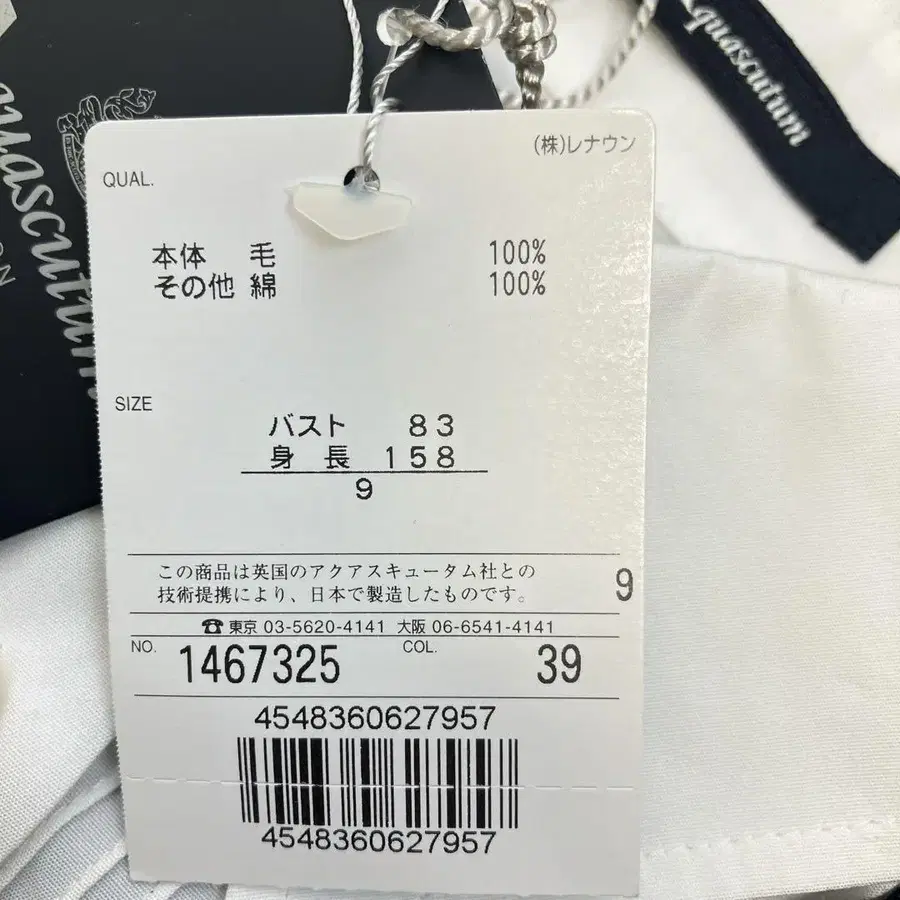 Aquascutum
quascutum
(株)レナウン
QUAL.
本体 毛 100%
その他 綿 100%
SIZE
バスト 83
身長 158
9
この商品は英国のアクアスキュータム社との
技術提携により、日本で製造したものです。
9
☎東京 03-5620-4141 大阪 06-6541-4141
NO. 1467325 COL. 39
4548360627957
4548360627957